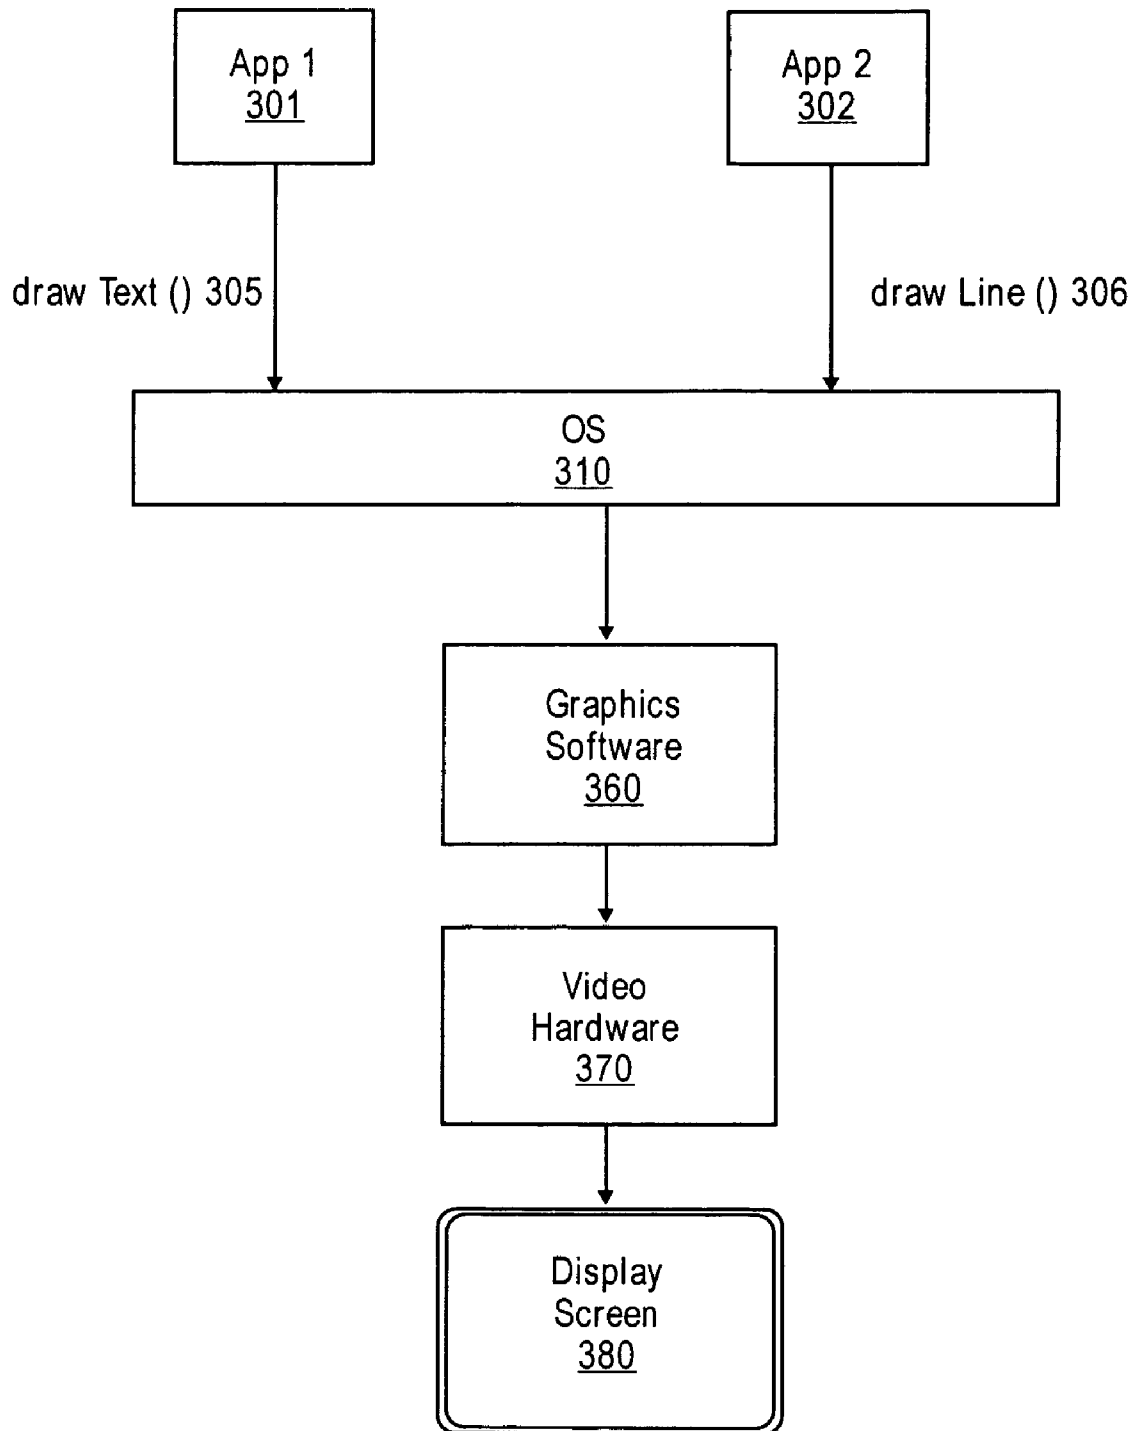 App 1
301
App 2
302
draw Text () 305
draw Line () 306
OS
310
Graphics
Software
360
Video
Hardware
370
Display
Screen
380